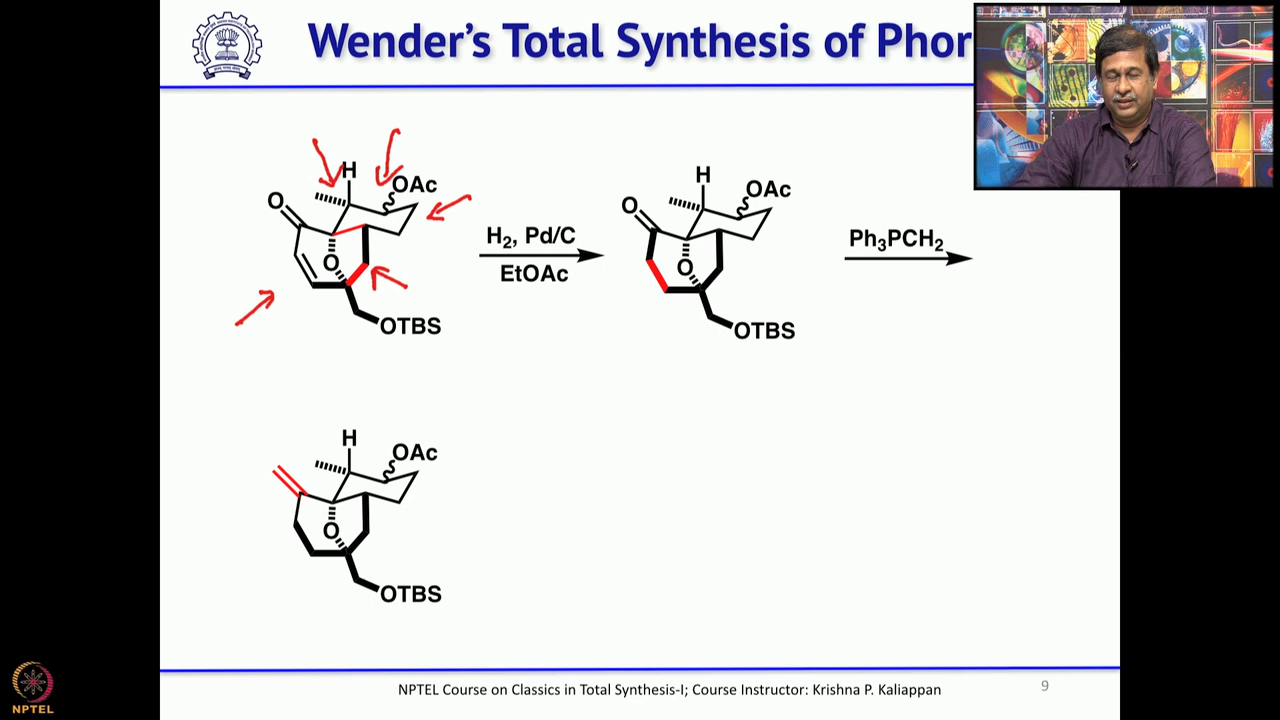 Wender's Total Synthesis of Phor
H
OAc
O
O
OTBS
H₂, Pd/C
EtOAc
H
OAc
O
O
OTBS
Ph₃PCH₂
H
OAc
O
OTBS
NPTEL Course on Classics in Total Synthesis-I; Course Instructor: Krishna P. Kaliappan
9
NPTEL